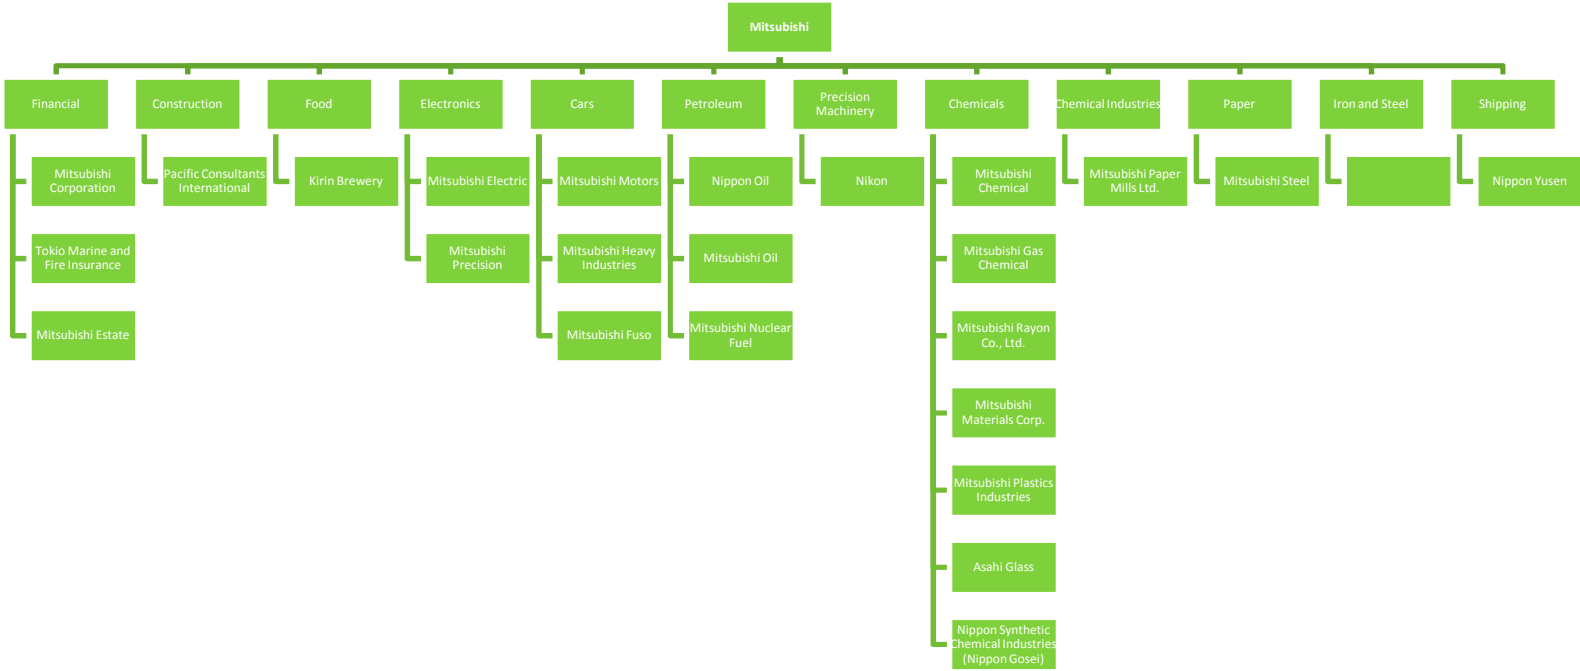 Mitsubishi
Financial
Construction
Food
Electronics
Cars
Petroleum
Precision
Machinery
Chemicals
Chemical Industries
Paper
Iron and Steel
Shipping
Mitsubishi
Corporation
Pacific Consultants
International
Kirin Brewery
Mitsubishi Electric
Mitsubishi Motors
Nippon Oil
Nikon
Mitsubishi
Chemical
Mitsubishi Paper
Mills Ltd.
Mitsubishi Steel
Nippon Yusen
Tokio Marine and
Fire Insurance
Mitsubishi
Precision
Mitsubishi Heavy
Industries
Mitsubishi Oil
Mitsubishi Gas
Chemical
Mitsubishi Estate
Mitsubishi Fuso
Mitsubishi Nuclear
Fuel
Mitsubishi Rayon
Co., Ltd.
Mitsubishi
Materials Corp.
Mitsubishi Plastics
Industries
Asahi Glass
Nippon Synthetic
Chemical Industries
(Nippon Gosei)